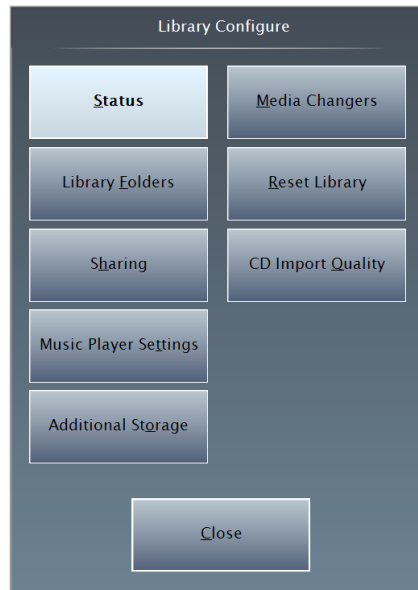 Library Configure
Status
Media Changers
Library Folders
Reset Library
Sharing
CD Import Quality
Music Player Settings
Additional Storage
Close